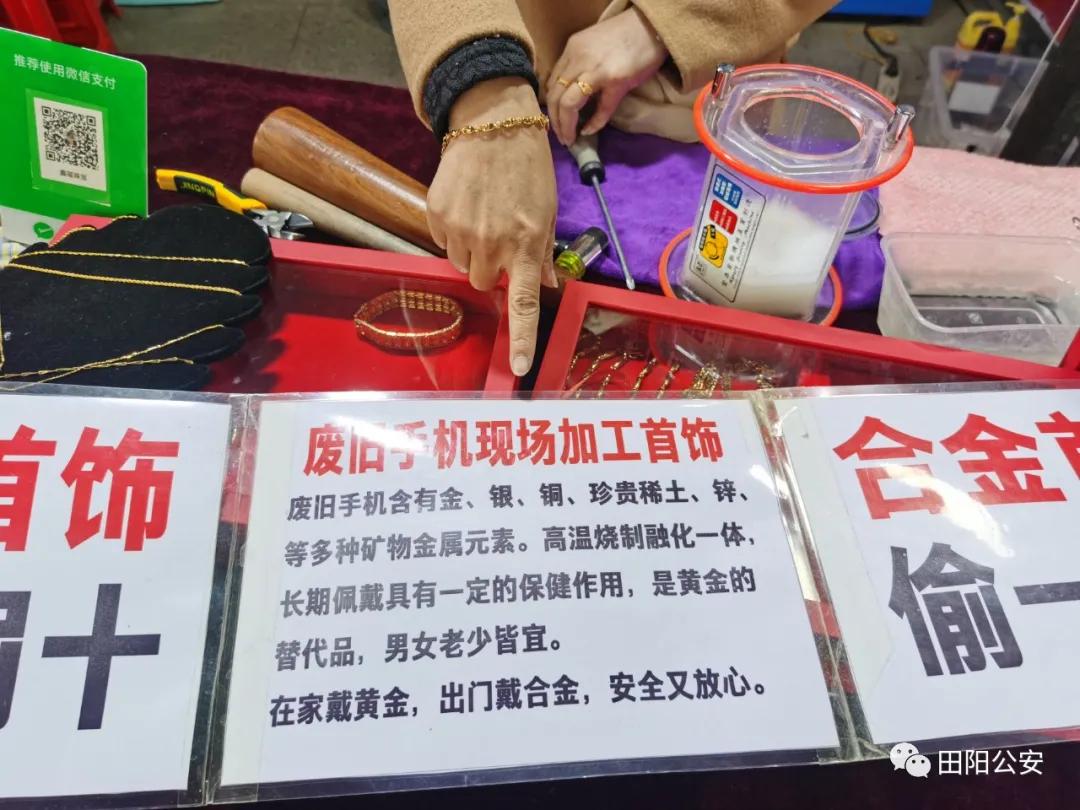 推荐使用微信支付
JINGPIN
首饰
十
废旧手机现场加工首饰
废旧手机含有金、银、铜、珍贵稀土、锌、
等多种矿物金属元素。高温烧制融化一体，
长期佩戴具有一定的保健作用，是黄金的
替代品，男女老少皆宜。
在家戴黄金，出门戴合金，安全又放心。
合金首
偷一
田阳公安